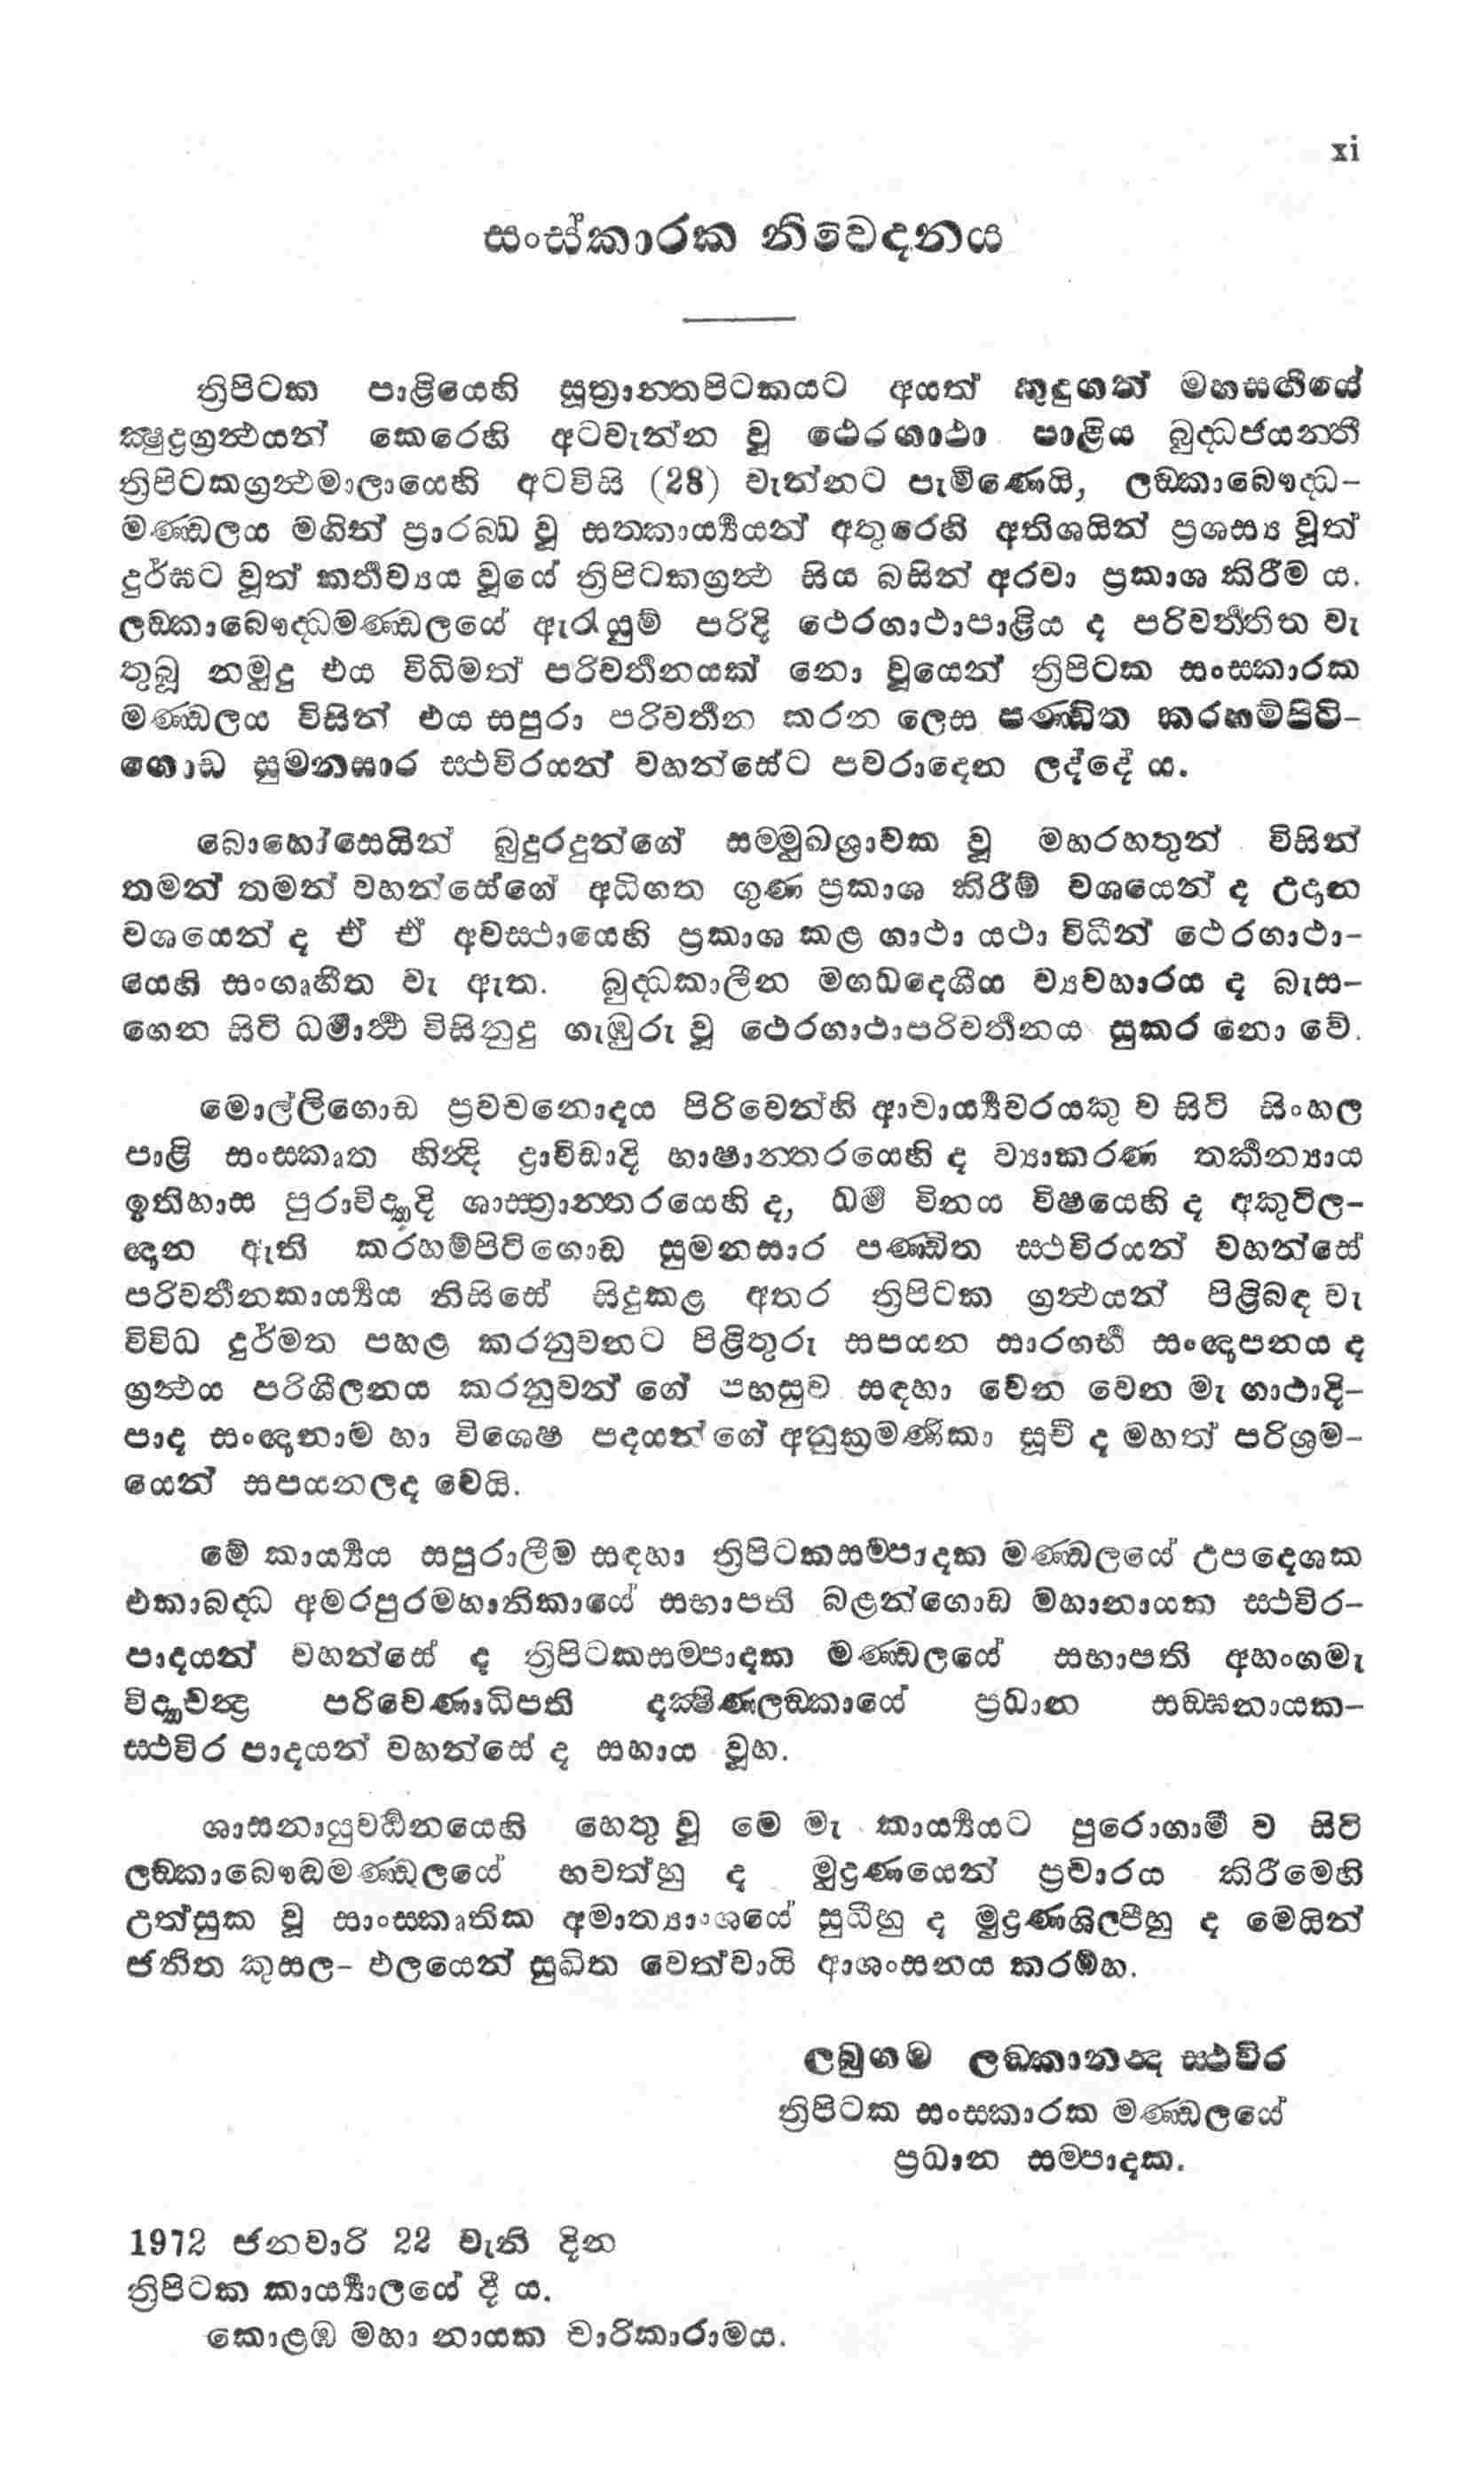 xi
සංස්කාරක නිවේදනය
ත්‍රිපිටක පාළියෙහි සූත්‍රාන්තපිටකයට අයත් කුදුගත් මහසඟියේ
ක්‍ෂුද්‍රග්‍රන්‍ථයන් කෙරෙහි අටවැන්න වූ ථෙරගාථා පාළිය බුද්‍ධජයන්ති
ත්‍රිපිටකග්‍රන්‍ථමාලායෙහි අටවිසි (28) වැන්නට පැමිණෙයි, ලඞ්කාබෞද්‍ධ-
මණ්ඩලය මගින් ප්‍රාරබ්ධ වූ සත්කාර්‍ය්‍යයන් අතුරෙහි අතිශයින් ප්‍රශස්‍ය වූත්
දුර්ඝට වූත් කර්‍තව්‍යය වූයේ ත්‍රිපිටකග්‍රන්‍ථ සිය බසින් අරවා ප්‍රකාශ කිරීම ය.
ලඞ්කාබෞද්‍ධමණ්ඩලයේ ඇරැයුම් පරිදි ථෙරගාථාපාළිය ද පරිවර්‍තිත වැ
තුබූ නමුදු එය විධිමත් පරිවර්‍තනයක් නො වූයෙන් ත්‍රිපිටක සංස්කාරක
මණ්ඩලය විසින් එය සපුරා පරිවර්‍තන කරන ලෙස පණ්ඩිත කරහම්පිටි-
ගොඩ සුමනසාර ස්ථවිරයන් වහන්සේට පවරාදෙන ලද්දේ ය.
බොහෝසෙයින් බුදුරදුන්ගේ සම්මුඛශ්‍රාවක වූ මහරහතුන් විසින්
තමන් තමන් වහන්සේගේ අධිගත ගුණ ප්‍රකාශ කිරීම් වශයෙන් ද උදාන
වශයෙන් ද ඒ ඒ අවස්ථායෙහි ප්‍රකාශ කළ ගාථා යථා විධීන් ථෙරගාථා-
යෙහි සංගෘහීත වැ ඇත. බුද්‍ධකාලීන මගධදෙශීය ව්‍යවහාරය ද බැස-
ගෙන සිටි ධර්‍මාර්‍ථ විසිනුදු ගැඹුරු වූ ථෙරගාථාපරිවර්‍තනය සුකර නො වේ.
මොල්ලිගොඩ ප්‍රවචනොදය පිරිවෙන්හි ආචාර්‍ය්‍යවරයකු ව සිටි සිංහල
පාළි සංස්කෘත හින්දි ද්‍රාවිඩාදි භාෂාන්තරයෙහි ද ව්‍යාකරණ තර්‍කන්‍යාය
ඉතිහාස පුරාවිද්‍යාදි ශාස්ත්‍රාන්තරයෙහි ද, ධර්‍ම විනය විෂයෙහි ද අකුටිල-
ඥාන ඇති කරහම්පිටිගොඩ සුමනසාර පණ්ඩිත ස්ථවිරයන් වහන්සේ
පරිවර්‍තනකාර්‍ය්‍යය නිසිසේ සිදුකළ අතර ත්‍රිපිටක ග්‍රන්‍ථයන් පිළිබඳ වැ
විවිධ දුර්මත පහළ කරනුවනට පිළිතුරු සපයන සාරගර්‍භ සංඥාපනය ද
ග්‍රන්‍ථය පරිශීලනය කරනුවන් ගේ පහසුව සඳහා වෙන වෙන මැ ගාථාදි-
පාද සංඥානාම හා විශෙෂ පදයන් ගේ අනුක්‍රමණිකා සූචි ද මහත් පරිශ්‍රම-
යෙන් සපයනලද වෙයි.
මේ කාර්‍ය්‍යය සපුරාලීම සඳහා ත්‍රිපිටකසම්පාදක මණ්ඩලයේ උපදෙශක
එකාබද්‍ධ අමරපුරමහානිකායේ සභාපති බළන්ගොඩ මහානායක ස්ථවිර-
පාදයන් වහන්සේ ද ත්‍රිපිටකසම්පාදක මණ්ඩලයේ සභාපති අහංගමැ
විද්‍යාචන්‍ද්‍ර පරිවෙණාධිපති දක්‍ෂිණලඞ්කායේ ප්‍රධාන සඞ්ඝනායක-
ස්ථවිර පාදයන් වහන්සේ ද සහාය වූහ.
ශාසනායුවර්‍ධනයෙහි හෙතු වූ මෙ මැ කාර්‍ය්‍යයට පුරොගාමී ව සිටි
ලඞ්කාබෞද්‍ධමණ්ඩලයේ භවත්හු ද මුද්‍රණයෙන් ප්‍රචාරය කිරීමෙහි
උත්සුක වූ සාංස්කෘතික අමාත්‍යාංශයේ සුධීහු ද මුද්‍රණශිල්පීහු ද මෙයින්
ජනිත කුසල- ඵලයෙන් සුඛිත වෙත්වායි ආශංසනය කරම්හ.
ලබුගම ලඞ්කානන්‍ද ස්ථවිර
ත්‍රිපිටක සංස්කාරක මණ්ඩලයේ
ප්‍රධාන සම්පාදක.
1972 ජනවාරි 22 වැනි දින
ත්‍රිපිටක කාර්‍ය්‍යාලයේ දී ය.
කොළඹ මහා නායක චාරිකාරාමය.